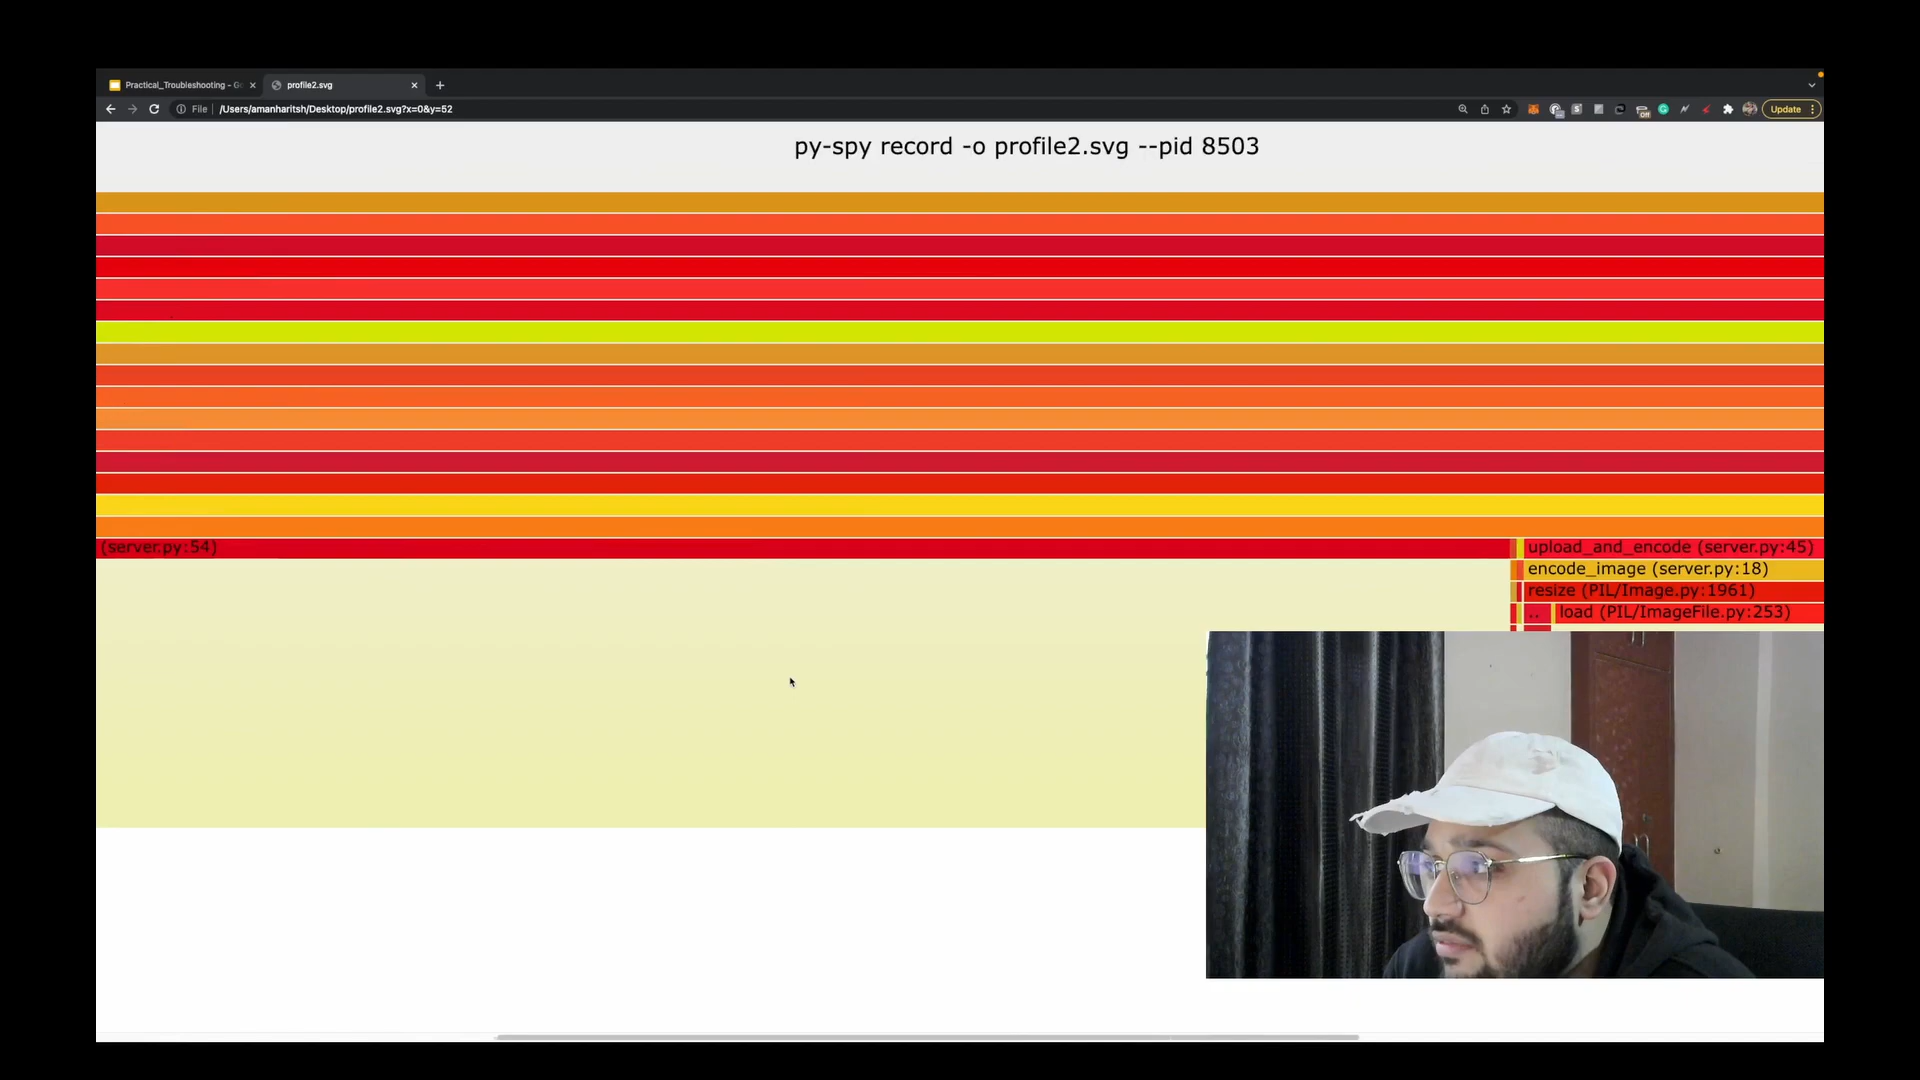 Practical_Troubleshooting - Go
profile2.svg
File
/Users/amanharitsh/Desktop/profile2.svg?x=0&y=52
Off
Update
py-spy record -o profile2.svg --pid 8503
(server.py:54)
upload_and_encode (server.py:45)
encode_image (server.py:18)
resize (PIL/Image.py:1961)
..
load (PIL/ImageFile.py:253)